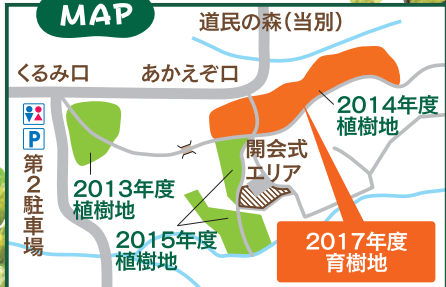 MAP
道民の森（当別）
くるみ口
あかえぞ口
P
第2駐車場
2014年度
植樹地
開会式
エリア
2013年度
植樹地
2015年度
植樹地
2017年度
育樹地